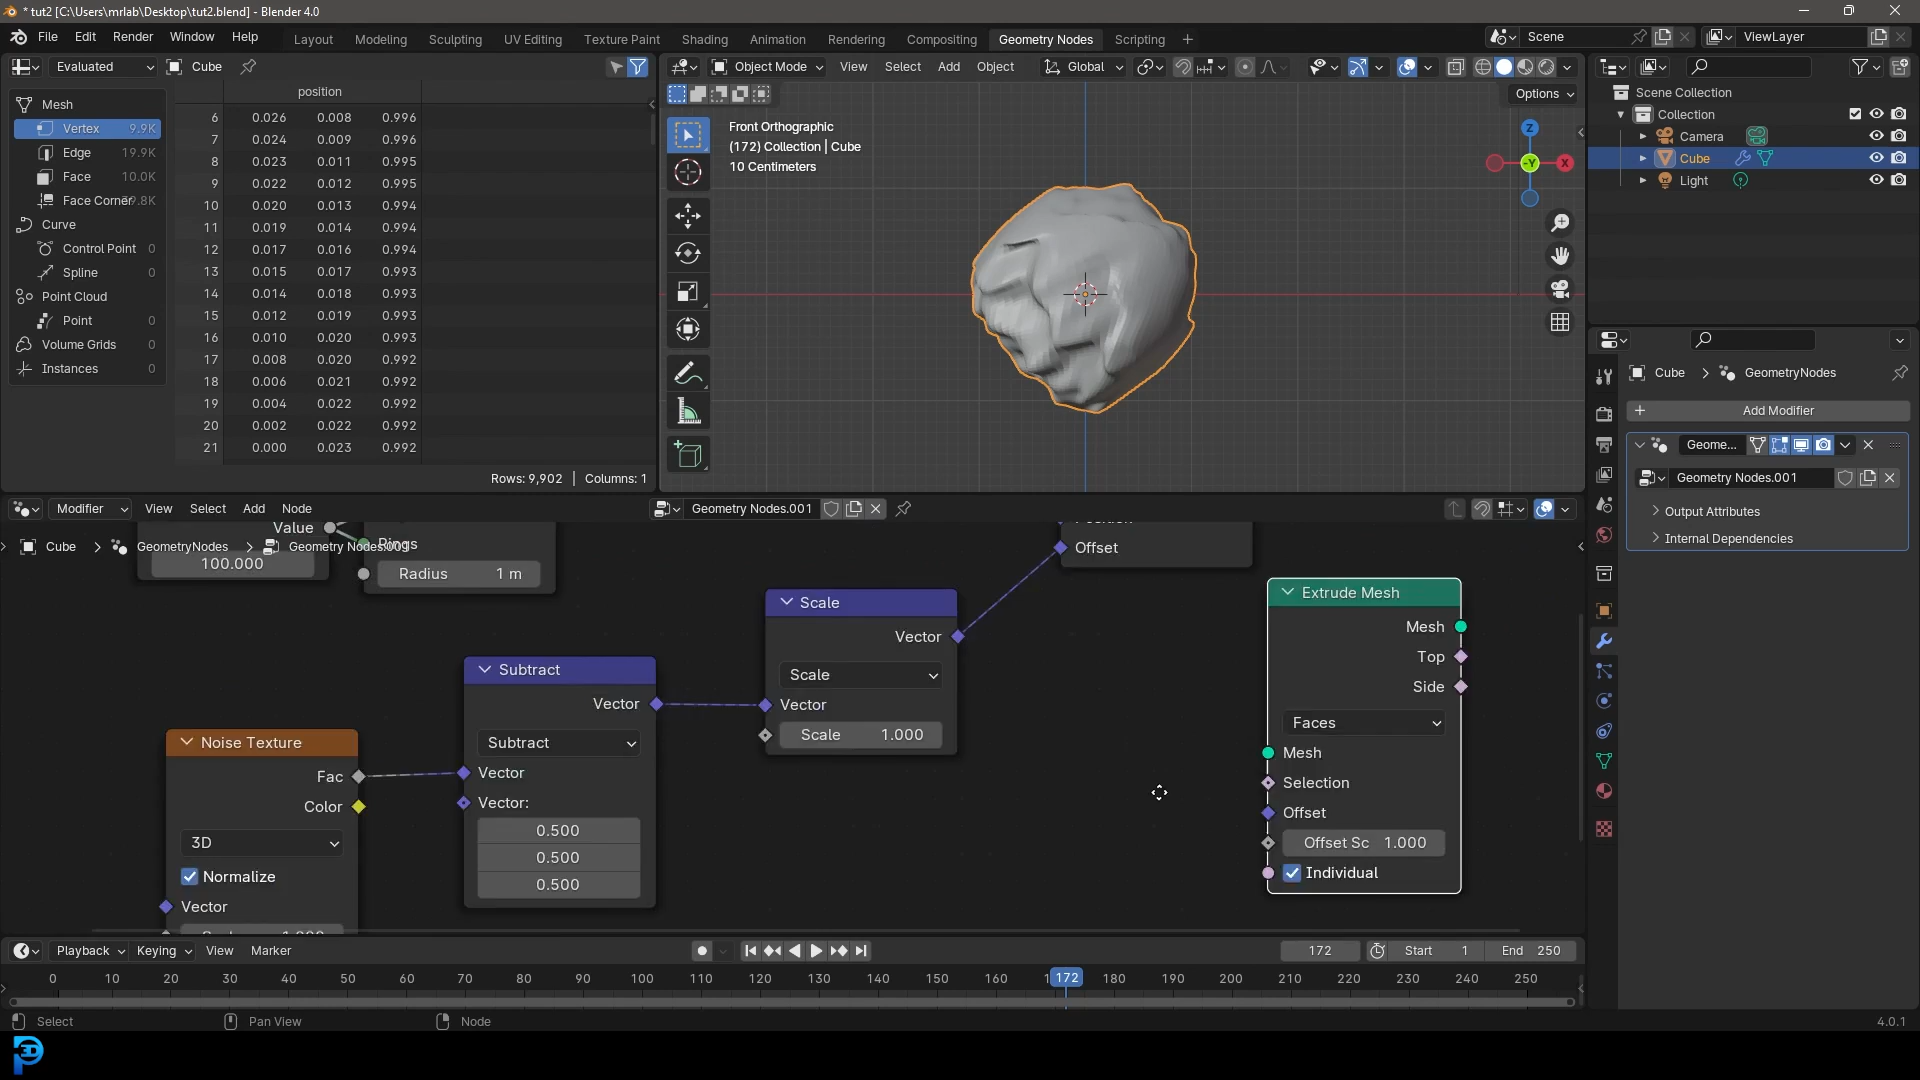 * tut2 [C:\Users\mrlab\Desktop\tut2.blend] - Blender 4.0
File Edit Render Window Help Layout Modeling Sculpting UV Editing Texture Paint Shading Animation Rendering Compositing Geometry Nodes Scripting + Scene ViewLayer
Evaluated Cube
Object Mode View Select Add Object Global
Options
position
Mesh
Vertex 9.9K
Edge 19.9K
Face 10.0K
Face Corner
Curve
Control Point 0
Spline 0
Point Cloud
Point 0
Volume Grids 0
Instances 0
6 0.026 0.008 0.996
7 0.024 0.009 0.996
8 0.023 0.011 0.995
9 0.022 0.012 0.995
10 0.020 0.013 0.994
11 0.019 0.014 0.994
12 0.017 0.016 0.994
13 0.015 0.017 0.993
14 0.014 0.018 0.993
15 0.012 0.019 0.993
16 0.010 0.020 0.993
17 0.008 0.020 0.992
18 0.006 0.021 0.992
19 0.004 0.022 0.992
20 0.002 0.022 0.992
21 0.000 0.023 0.992
Rows: 9,902 | Columns: 1
Front Orthographic
(172) Collection | Cube
10 Centimeters
Z
-Y
X
Scene Collection
Collection
Camera
Cube
Light
Cube > GeometryNodes
+ Add Modifier
Geome...
Geometry Nodes.001
Output Attributes
Internal Dependencies
Modifier View Select Add Node Geometry Nodes.001
Cube > GeometryNodes >
Value
100.000
Rings
Radius 1 m
Offset
Scale
Vector
Scale
Vector
Scale 1.000
Subtract
Vector
Subtract
Vector
Vector:
0.500
0.500
0.500
Noise Texture
Fac
Color
3D
Normalize
Vector
Extrude Mesh
Mesh
Top
Side
Faces
Mesh
Selection
Offset
Offset Sc 1.000
Individual
Playback Keying View Marker 172 Start 1 End 250
0 10 20 30 40 50 60 70 80 90 100 110 120 130 140 150 160 172 180 190 200 210 220 230 240 250
Select Pan View Node 4.0.1